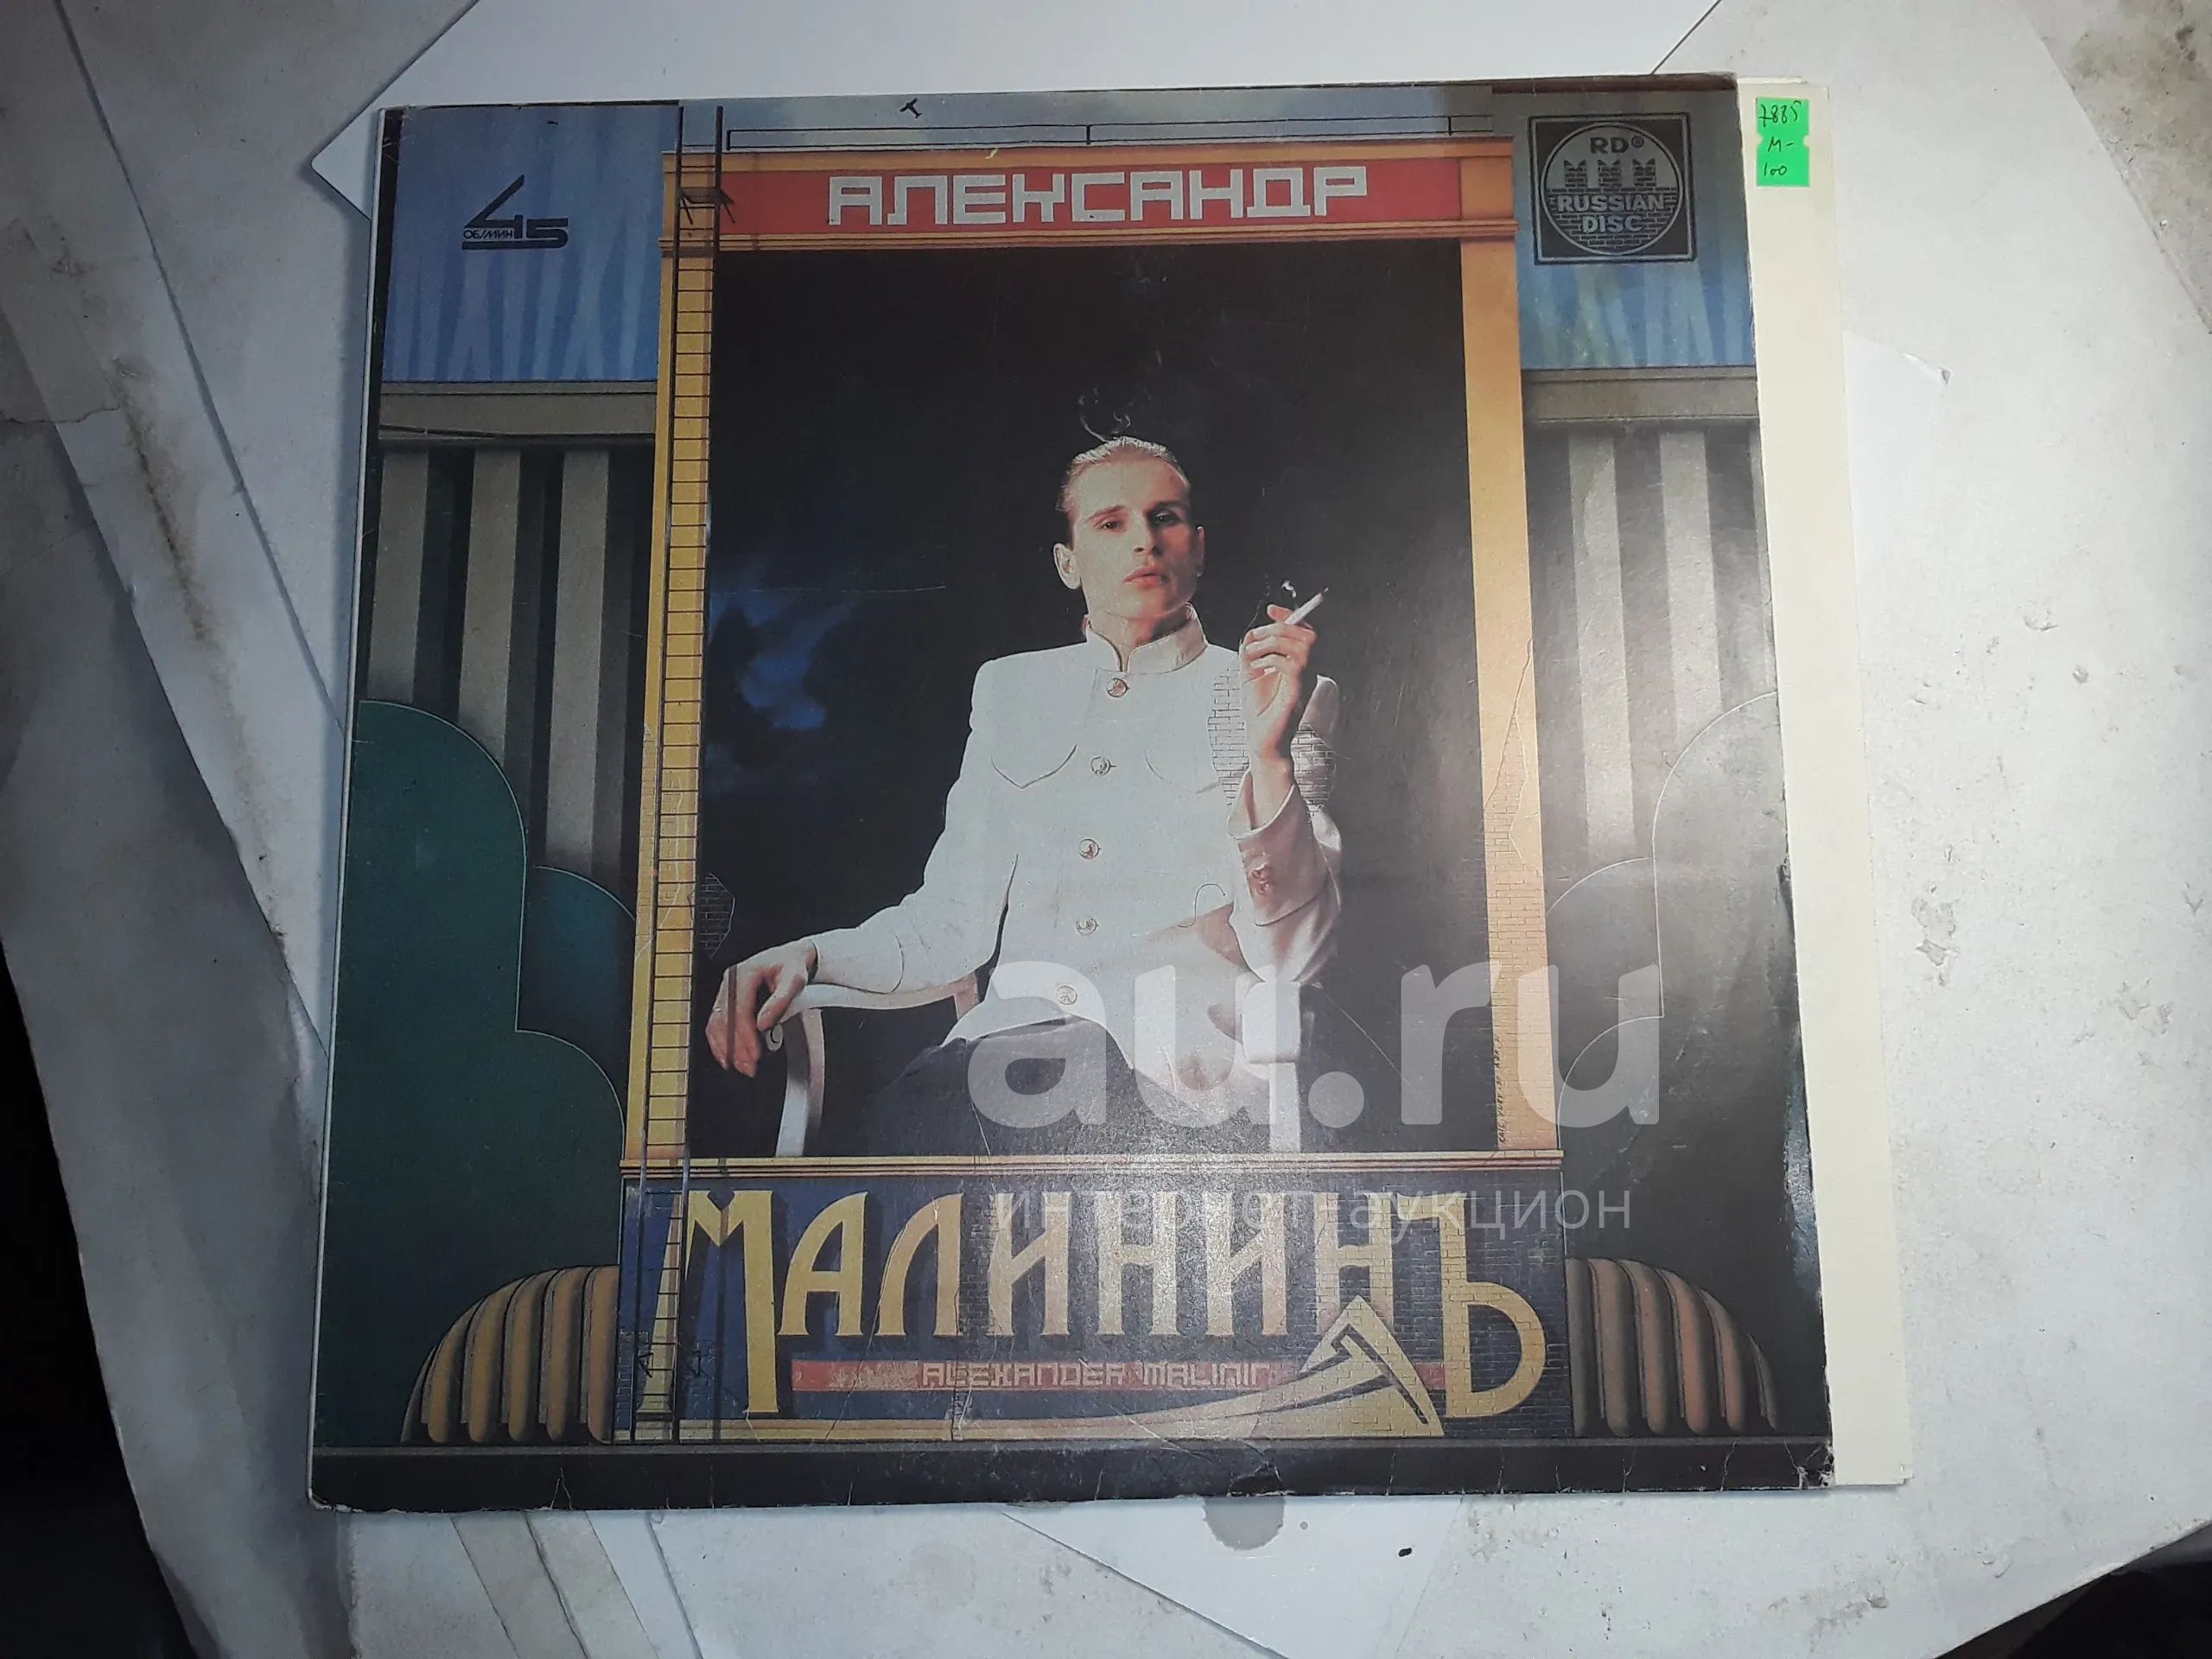 АЛЕКСАНДР
45
ОБ/МИН
RD®
RUSSIAN
DISC
7885
М-
100
au.ru
интернет-аукцион
МАЛИНИНЪ
ALEXANDER MALININ